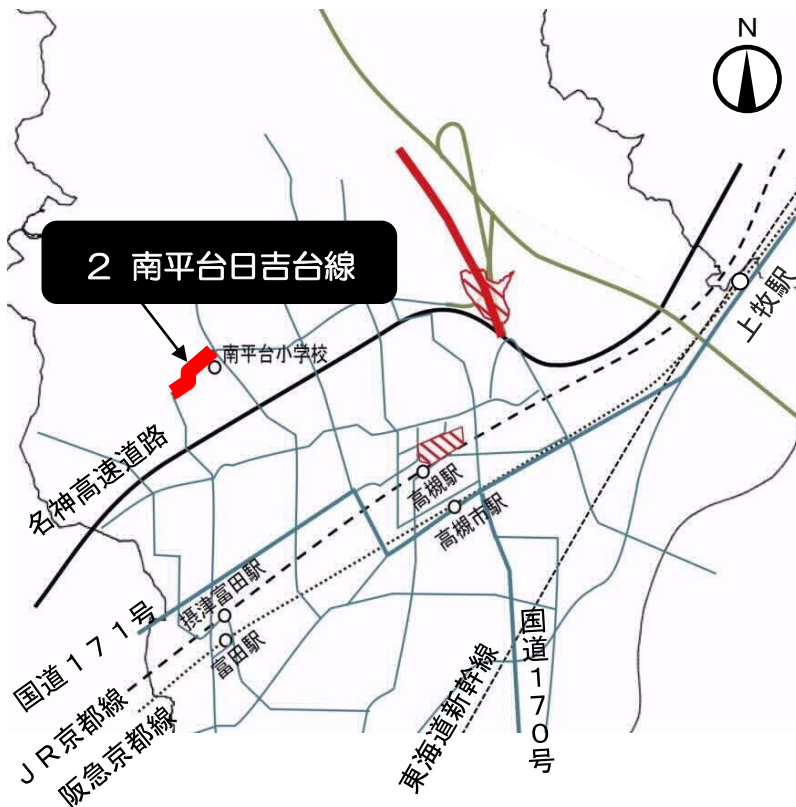 N
２ 南平台日吉台線
上牧駅
南平台小学校
名神高速道路
高槻駅
高槻市駅
摂津富田駅
富田駅
国道１７１号
ＪＲ京都線
阪急京都線
東海道新幹線
国道１７０号